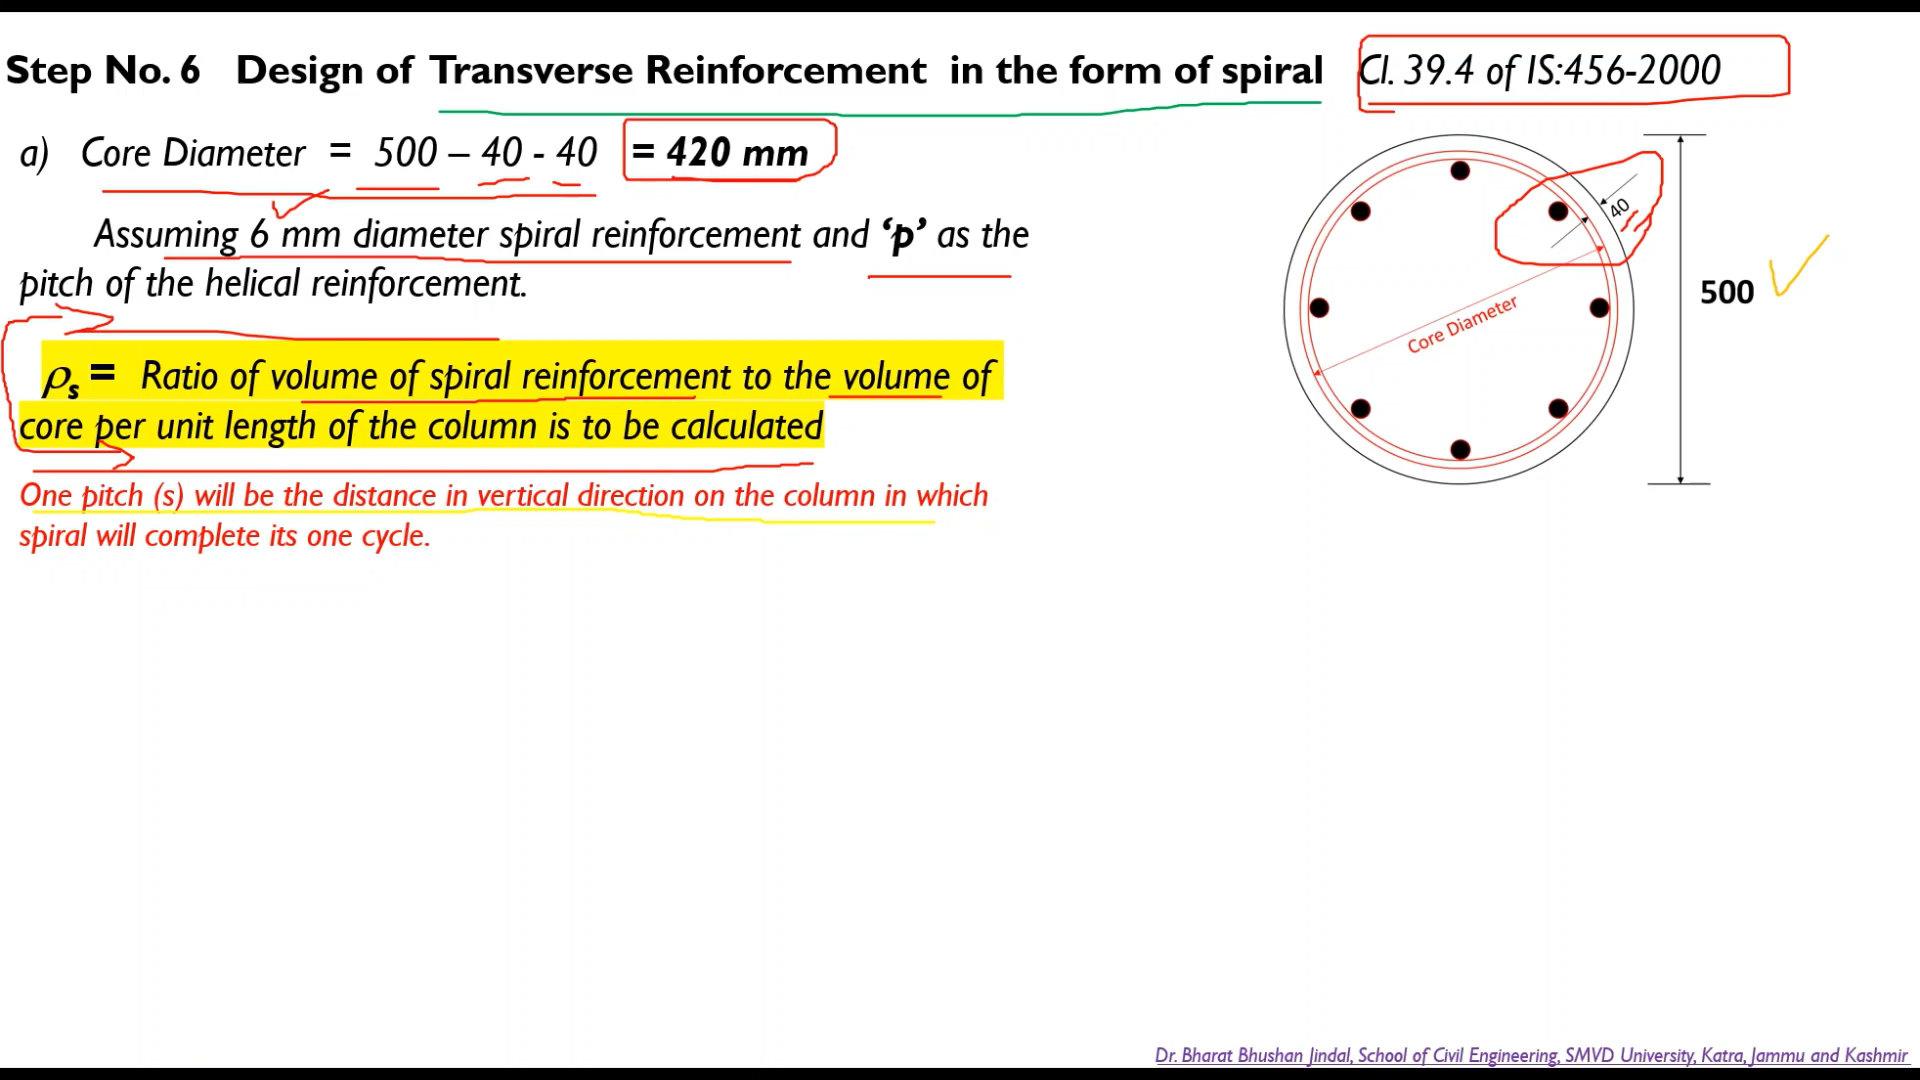 Step No. 6 Design of Transverse Reinforcement in the form of spiral Cl. 39.4 of IS:456-2000
a) Core Diameter = 500 – 40 - 40 = 420 mm
Assuming 6 mm diameter spiral reinforcement and ‘p’ as the
pitch of the helical reinforcement.
ρs = Ratio of volume of spiral reinforcement to the volume of
core per unit length of the column is to be calculated
One pitch (s) will be the distance in vertical direction on the column in which
spiral will complete its one cycle.
40
500
Core Diameter
Dr. Bharat Bhushan Jindal, School of Civil Engineering, SMVD University, Katra, Jammu and Kashmir